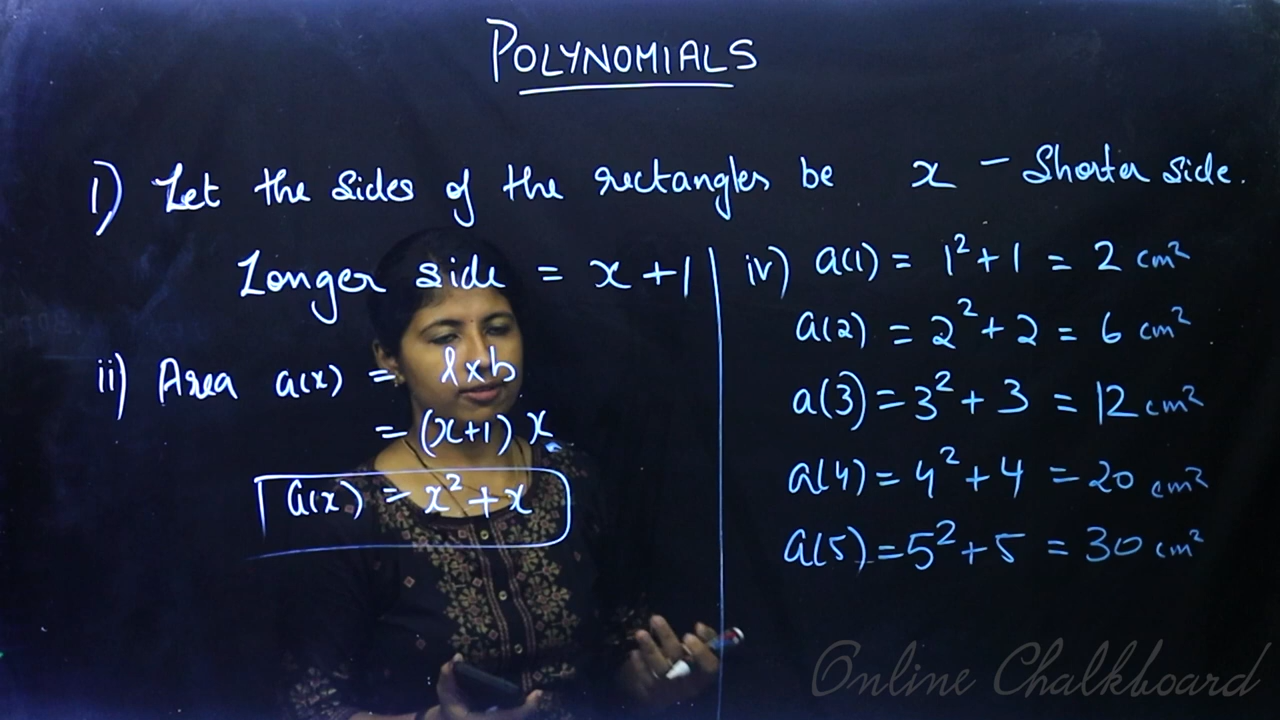 POLYNOMIALS
i) Let the sides of the rectangles be x - Shorter side.
Longer side = x + 1
ii) Area a(x) = l×b
= (x+1) x
a(x) = x² + x
iv) a(1) = 1² + 1 = 2 cm²
a(2) = 2² + 2 = 6 cm²
a(3) = 3² + 3 = 12 cm²
a(4) = 4² + 4 = 20 cm²
a(5) = 5² + 5 = 30 cm²
Online Chalkboard